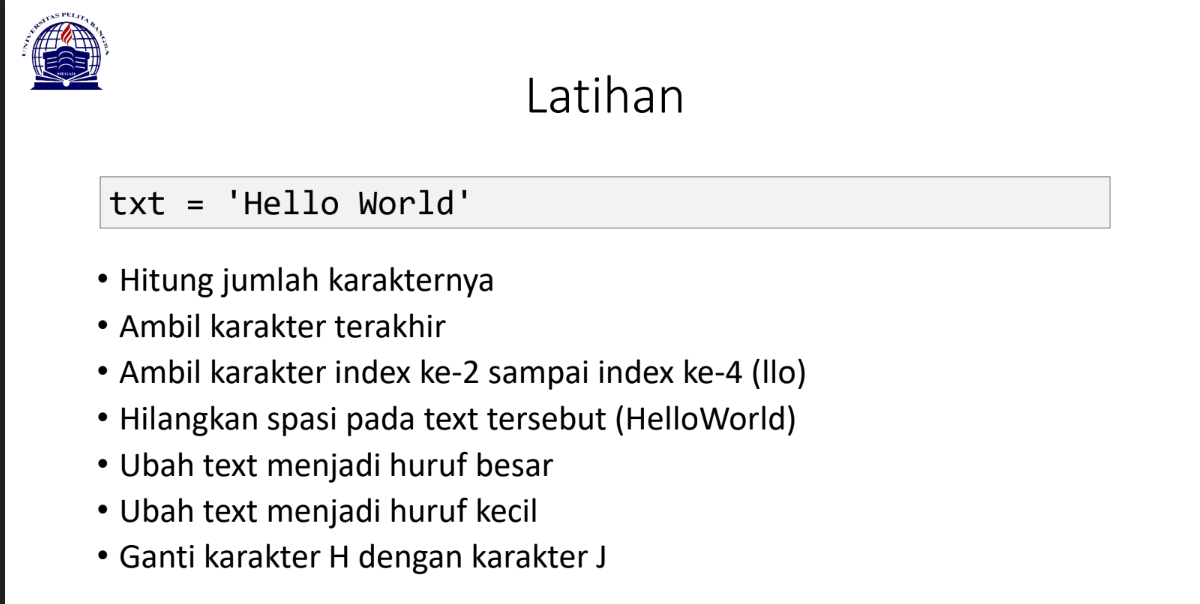 UNIVERSITAS PELITA BANGSA
Latihan
txt = 'Hello World'
• Hitung jumlah karakternya
• Ambil karakter terakhir
• Ambil karakter index ke-2 sampai index ke-4 (llo)
• Hilangkan spasi pada text tersebut (HelloWorld)
• Ubah text menjadi huruf besar
• Ubah text menjadi huruf kecil
• Ganti karakter H dengan karakter J